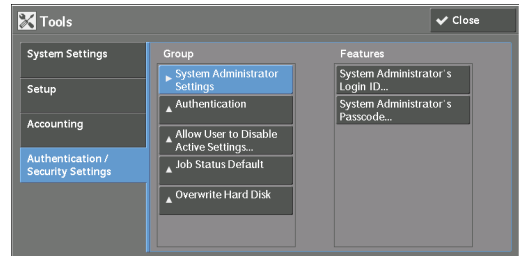 Tools
Close
System Settings
Setup
Accounting
Authentication /
Security Settings
Group
System Administrator
Settings
Authentication
Allow User to Disable
Active Settings...
Job Status Default
Overwrite Hard Disk
Features
System Administrator's
Login ID...
System Administrator's
Passcode...